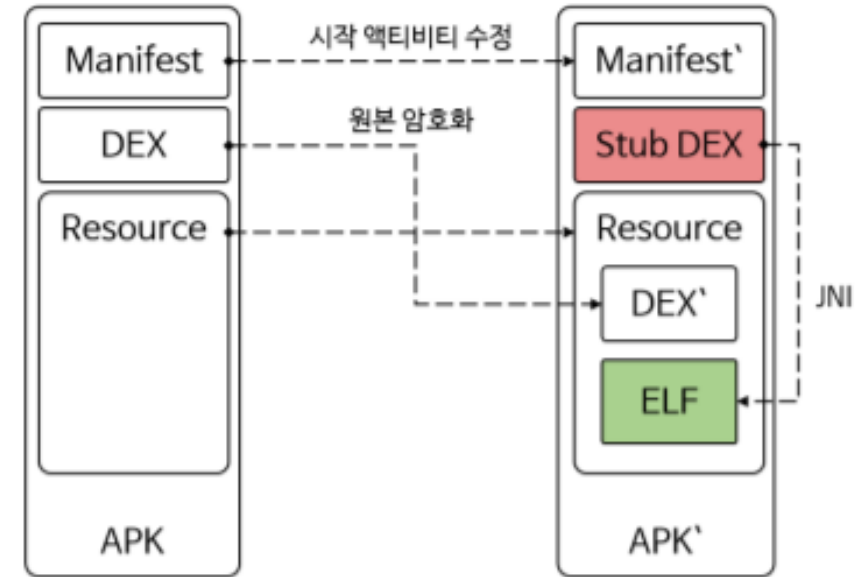 Manifest
시작 액티비티 수정
Manifest`
DEX
원본 암호화
Stub DEX
Resource
Resource
DEX`
JNI
ELF
APK
APK`